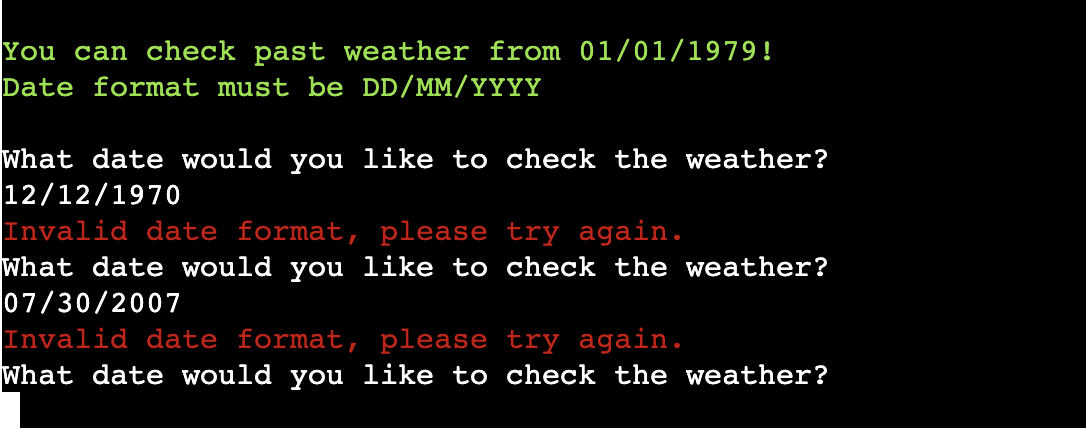 You can check past weather from 01/01/1979!
Date format must be DD/MM/YYYY
What date would you like to check the weather?
12/12/1970
Invalid date format, please try again.
What date would you like to check the weather?
07/30/2007
Invalid date format, please try again.
What date would you like to check the weather?